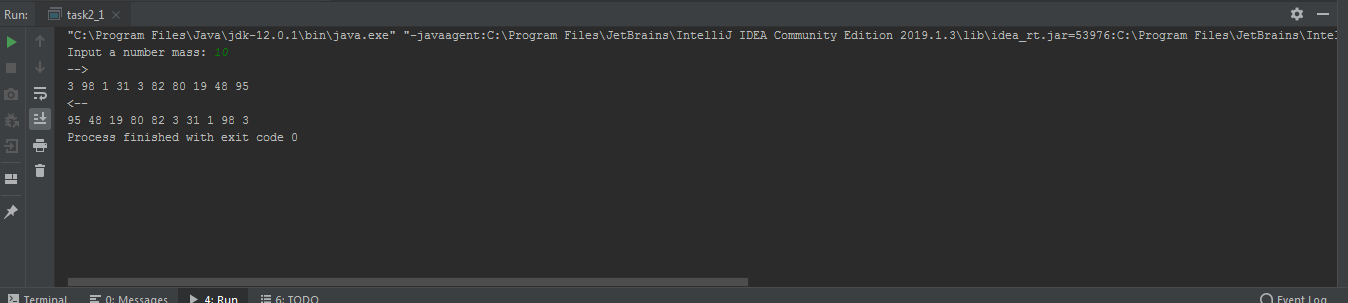 Run: task2_1
"C:\Program Files\Java\jdk-12.0.1\bin\java.exe" "-javaagent:C:\Program Files\JetBrains\IntelliJ IDEA Community Edition 2019.1.3\lib\idea_rt.jar=53976:C:\Program Files\JetBrains\Intel
Input a number mass: 10
-->
3 98 1 31 3 82 80 19 48 95
<--
95 48 19 80 82 3 31 1 98 3
Process finished with exit code 0
Terminal 0: Messages 4: Run 6: TODO Event Log